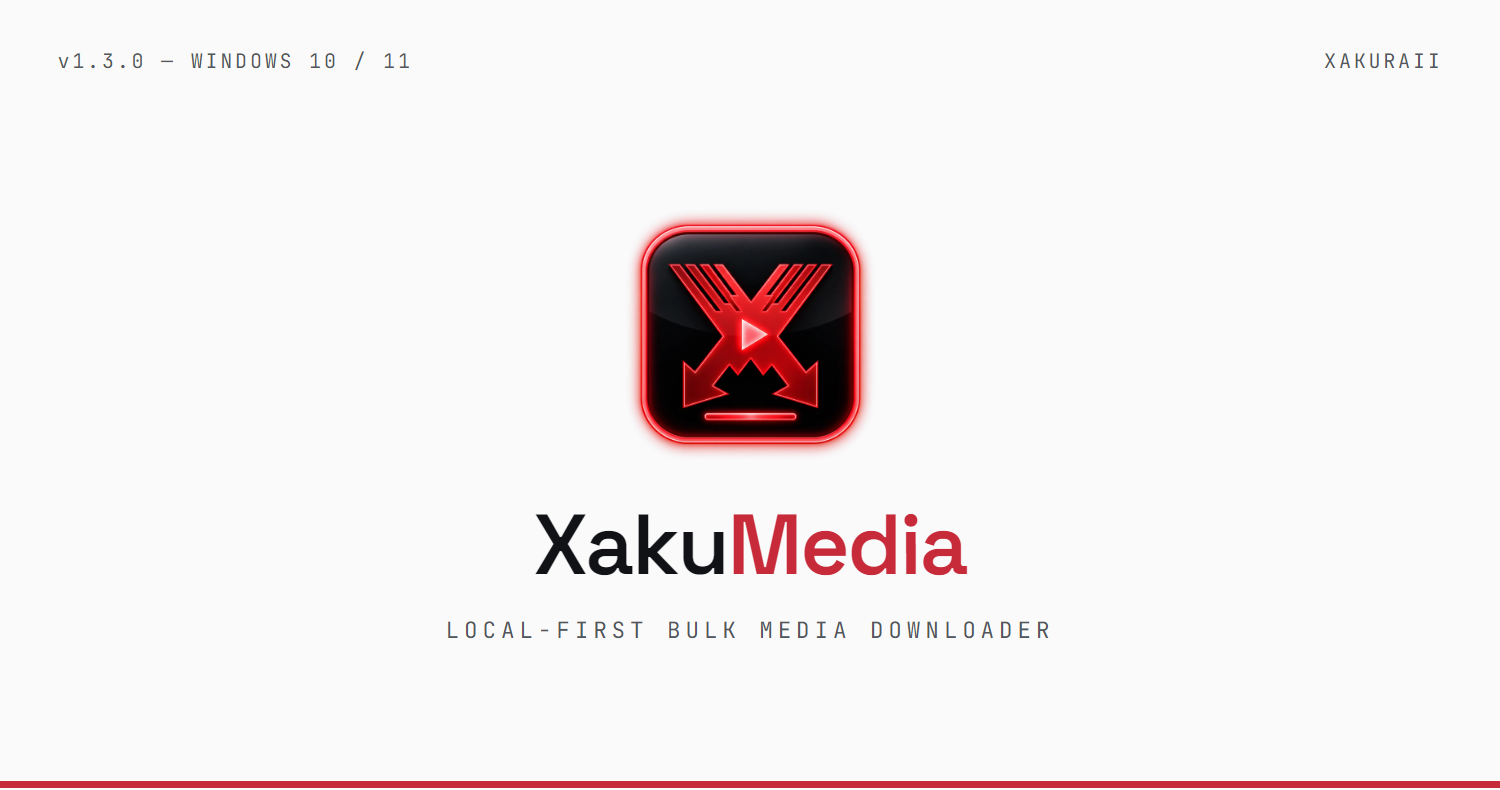 v1.3.0 — WINDOWS 10 / 11
XAKURAII
XakuMedia
LOCAL-FIRST BULK MEDIA DOWNLOADER